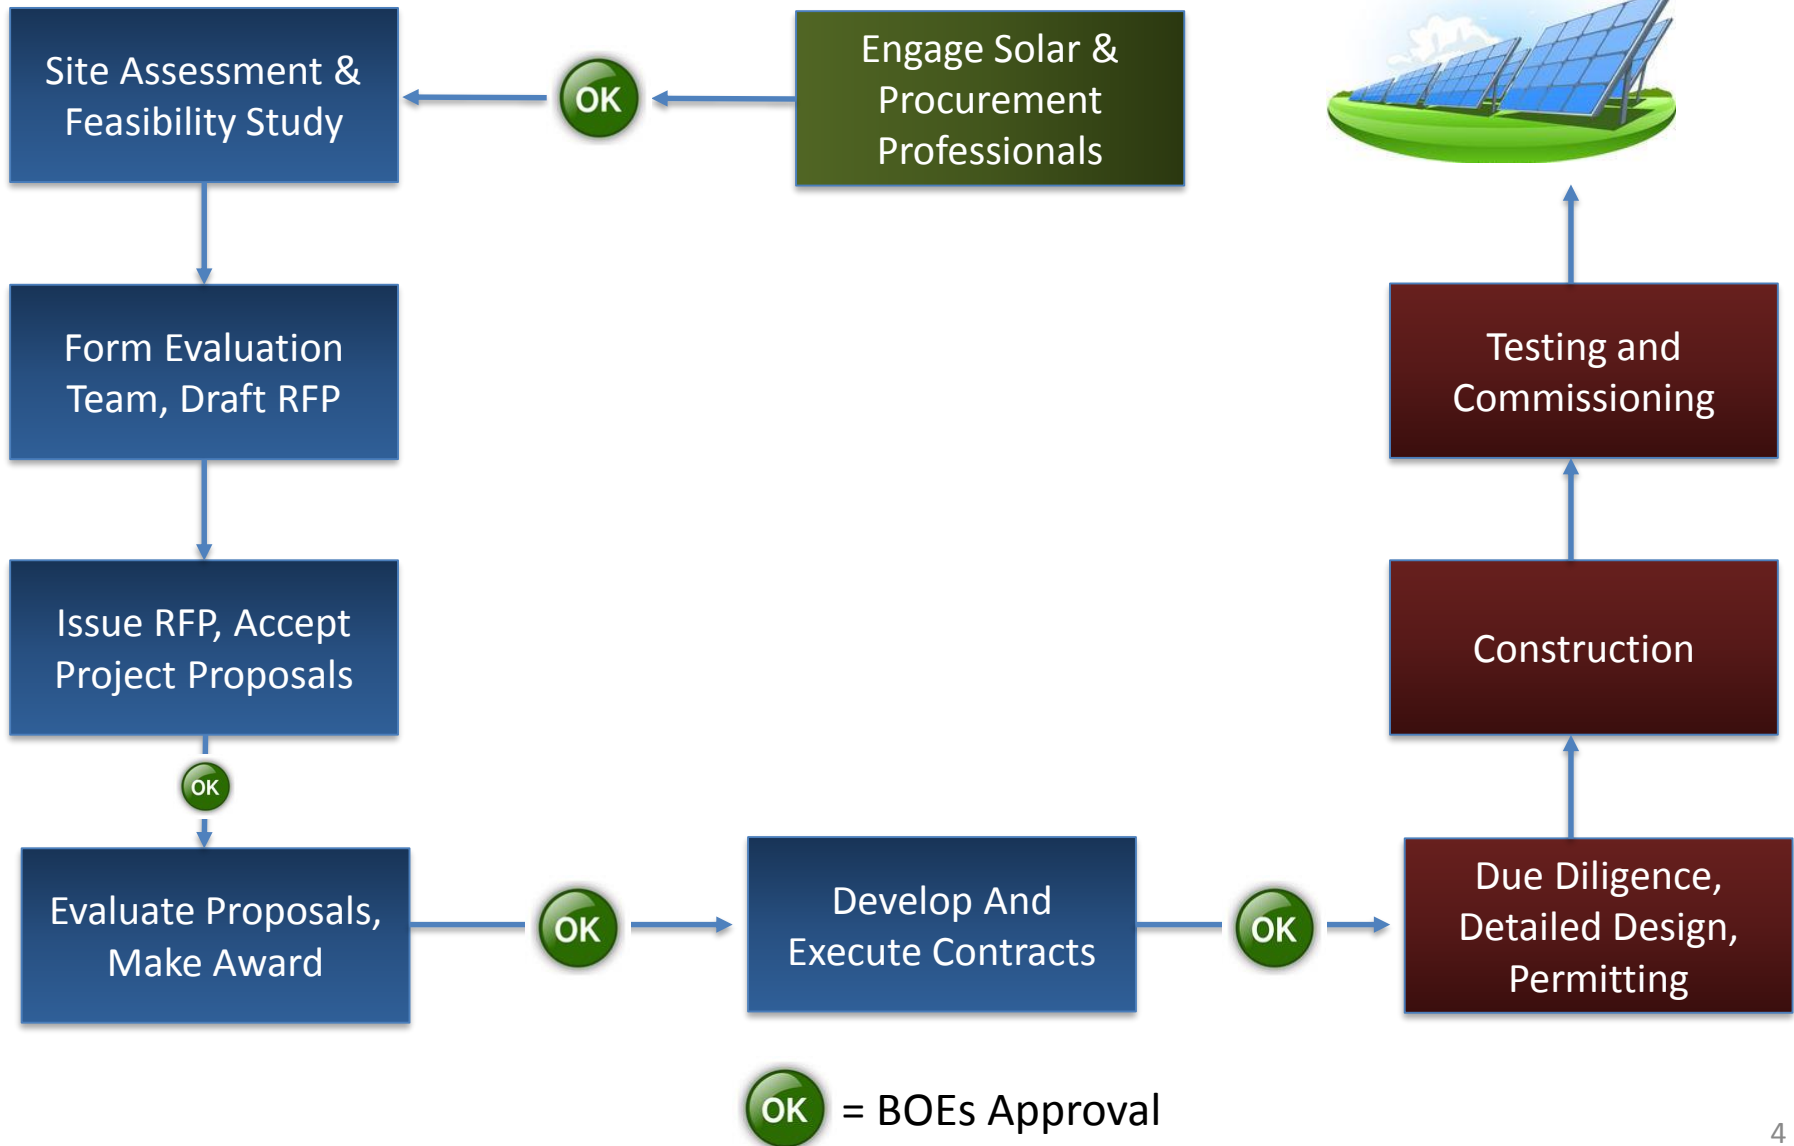 Engage Solar &
Procurement
Professionals
OK
Site Assessment &
Feasibility Study
Form Evaluation
Team, Draft RFP
Issue RFP, Accept
Project Proposals
OK
Evaluate Proposals,
Make Award
OK
Develop And
Execute Contracts
OK
Due Diligence,
Detailed Design,
Permitting
Construction
Testing and
Commissioning
OK = BOEs Approval
4